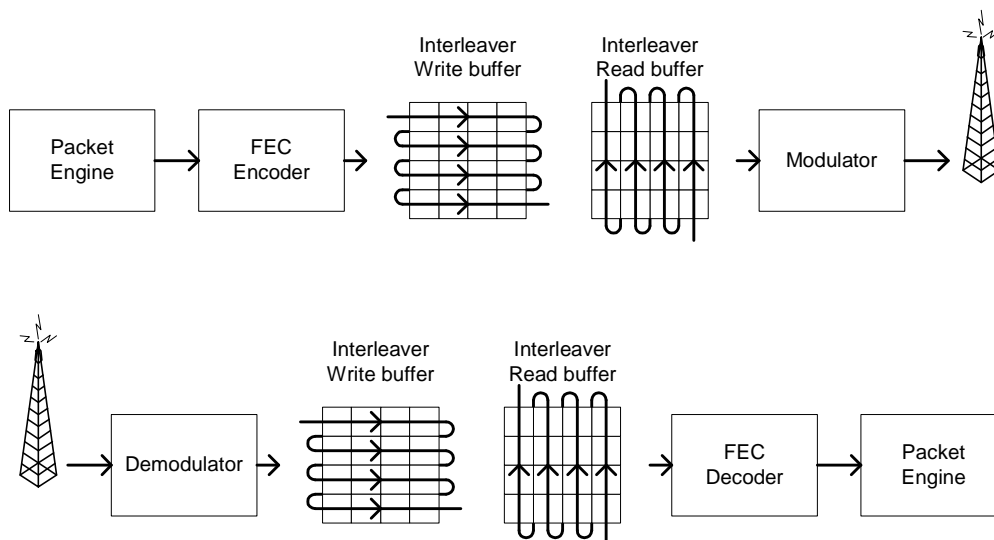 Interleaver
Write buffer
Interleaver
Read buffer
Packet
Engine
FEC
Encoder
Modulator
Interleaver
Write buffer
Interleaver
Read buffer
Demodulator
FEC
Decoder
Packet
Engine